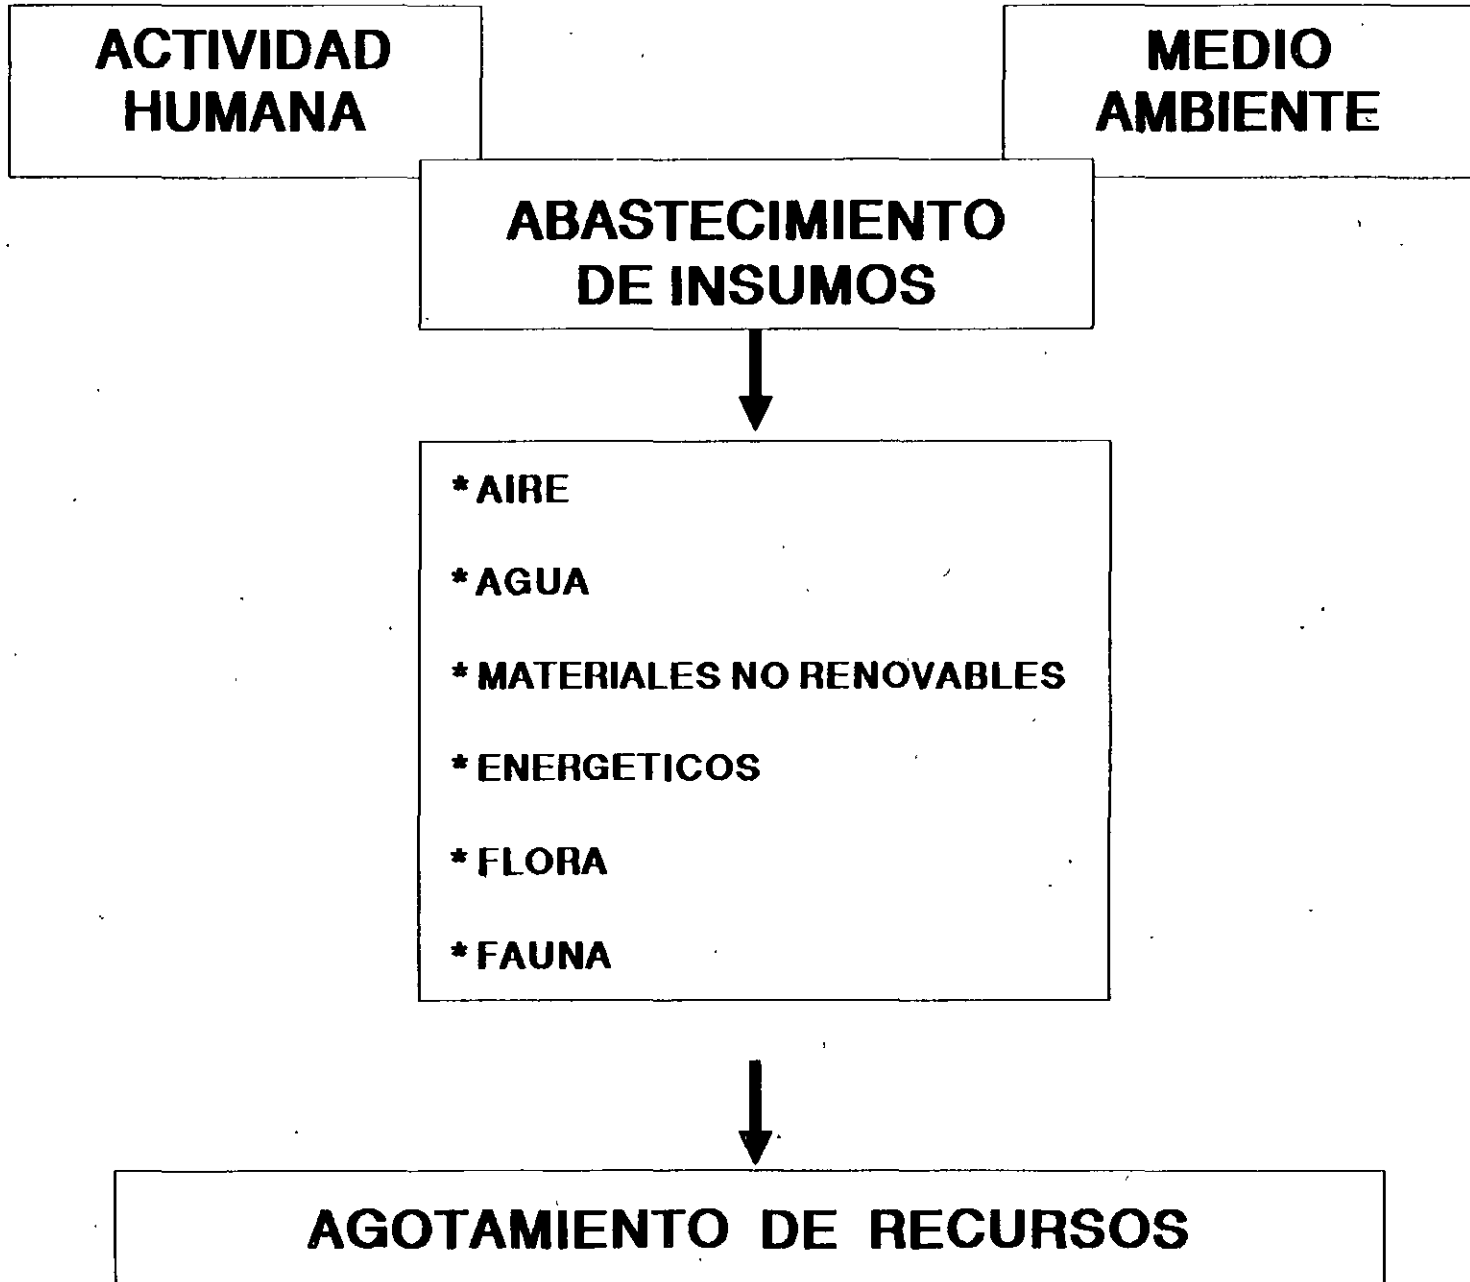 ACTIVIDAD
HUMANA
MEDIO
AMBIENTE
ABASTECIMIENTO
DE INSUMOS
* AIRE
* AGUA
* MATERIALES NO RENOVABLES
* ENERGETICOS
* FLORA
* FAUNA
AGOTAMIENTO DE RECURSOS